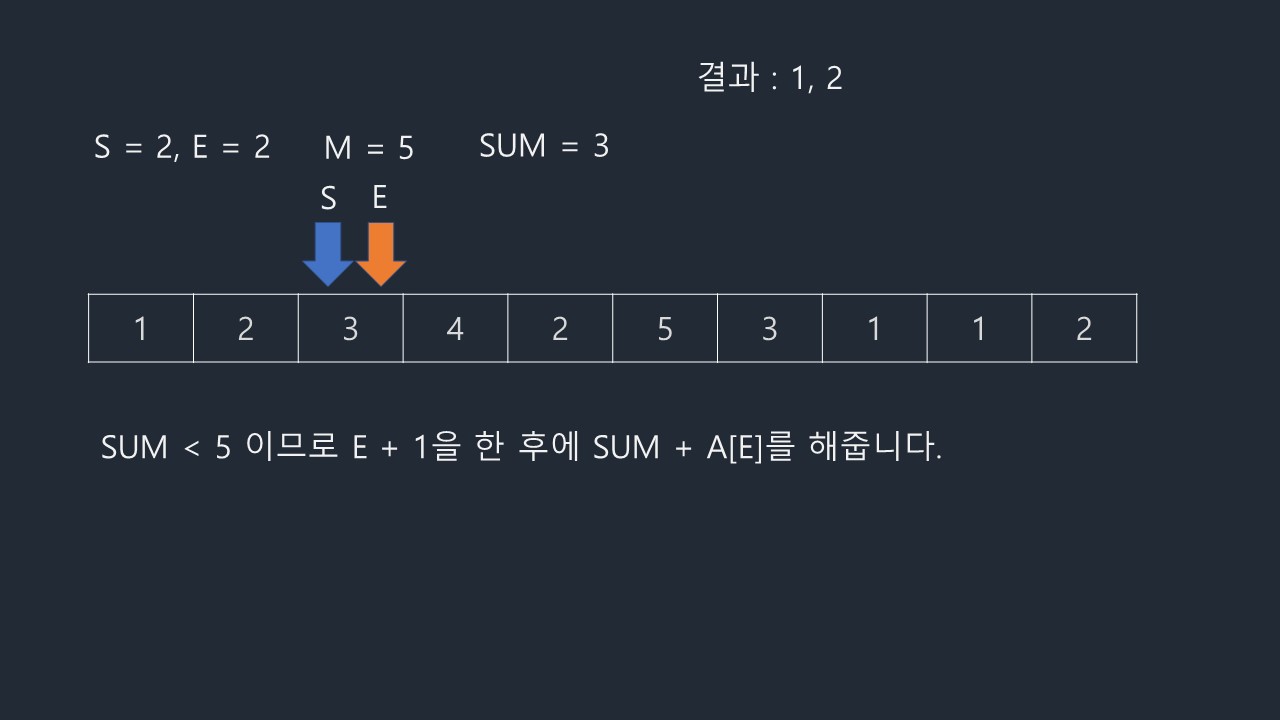 결과 : 1, 2
S = 2, E = 2 M = 5 SUM = 3
S E
1 2 3 4 2 5 3 1 1 2
SUM < 5 이므로 E + 1을 한 후에 SUM + A[E]를 해줍니다.